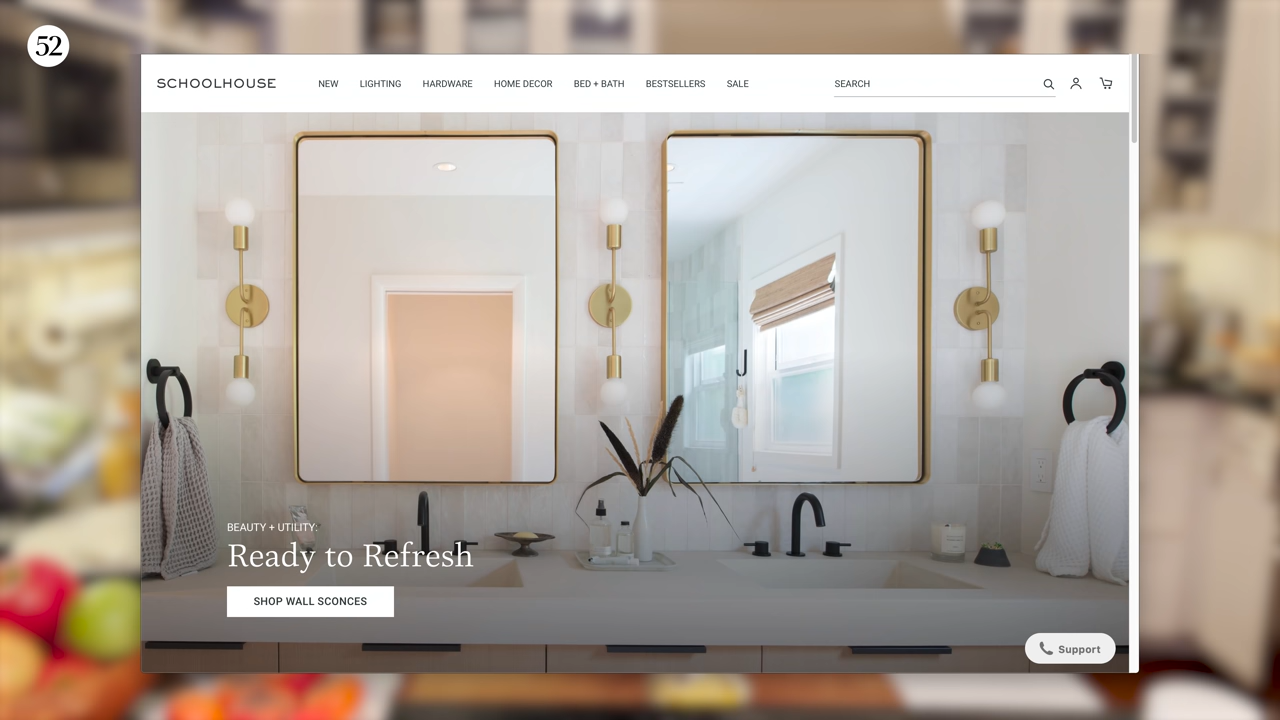 52
SCHOOLHOUSE
NEW LIGHTING HARDWARE HOME DECOR BED + BATH BESTSELLERS SALE SEARCH
BEAUTY + UTILITY:
Ready to Refresh
SHOP WALL SCONCES
Support